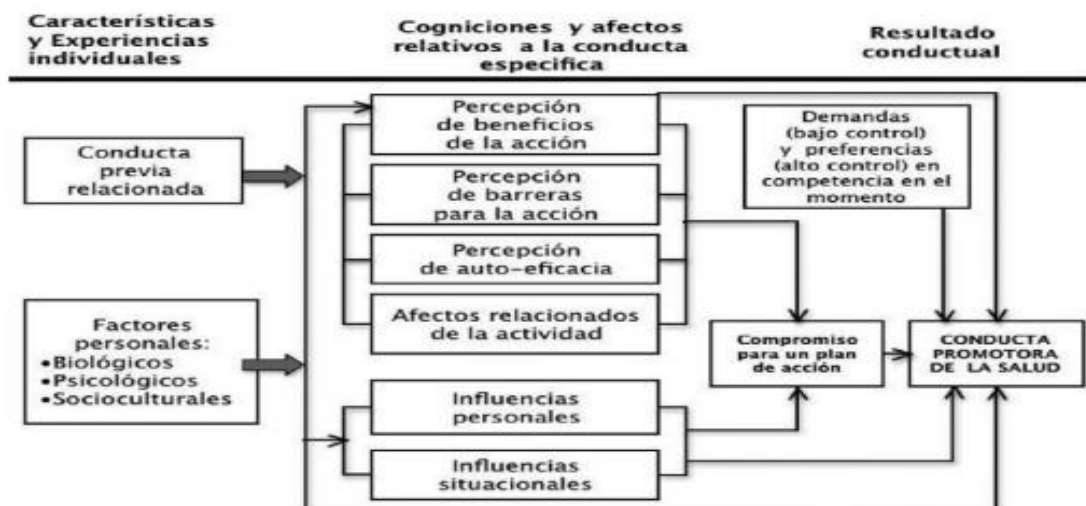 Características
y Experiencias
individuales
Cogniciones y afectos
relativos a la conducta
especifica
Resultado
conductual
Conducta
previa
relacionada
Factores
personales:
•Biológicos
•Psicológicos
•Socioculturales
Percepción
de beneficios
de la acción
Percepción
de barreras
para la acción
Percepción
de auto-eficacia
Afectos relacionados
de la actividad
Influencias
personales
Influencias
situacionales
Demandas
(bajo control)
y preferencias
(alto control) en
competencia en el
momento
Compromiso
para un plan
de acción
CONDUCTA
PROMOTORA
DE LA SALUD